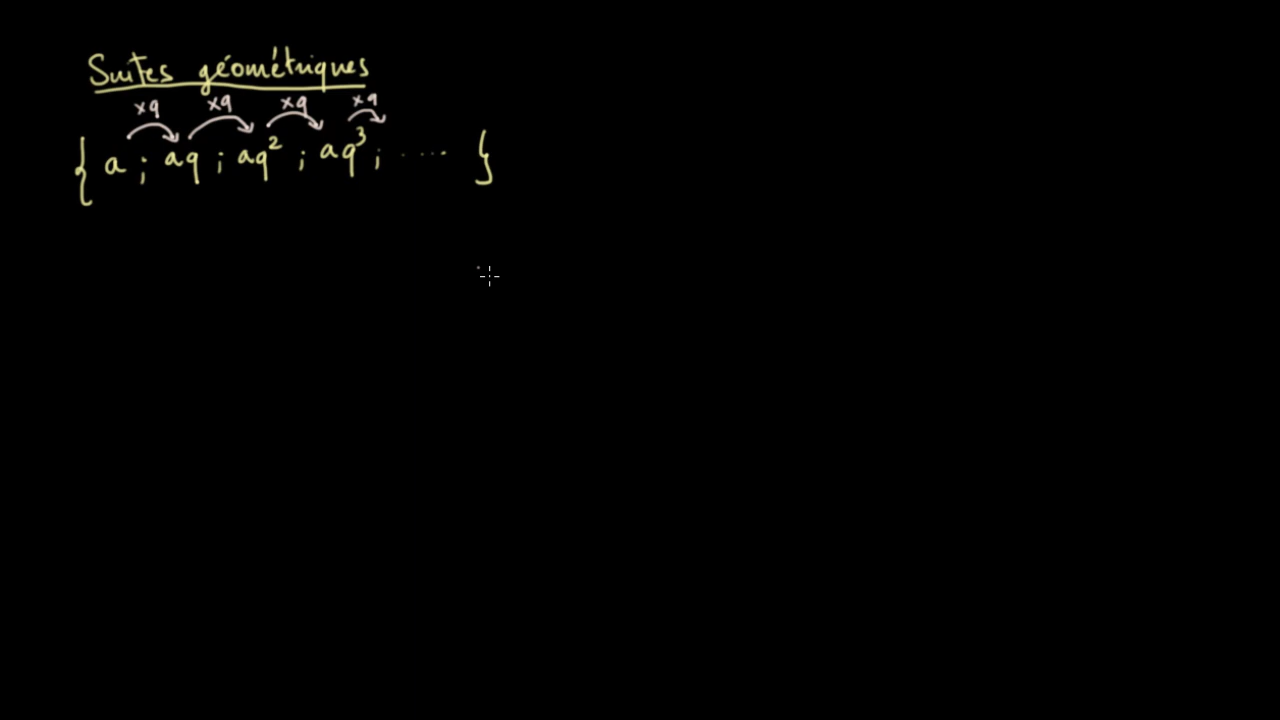 Suites géométriques
×q ×q ×q ×q
{ a ; aq ; aq² ; aq³ ; ..... }